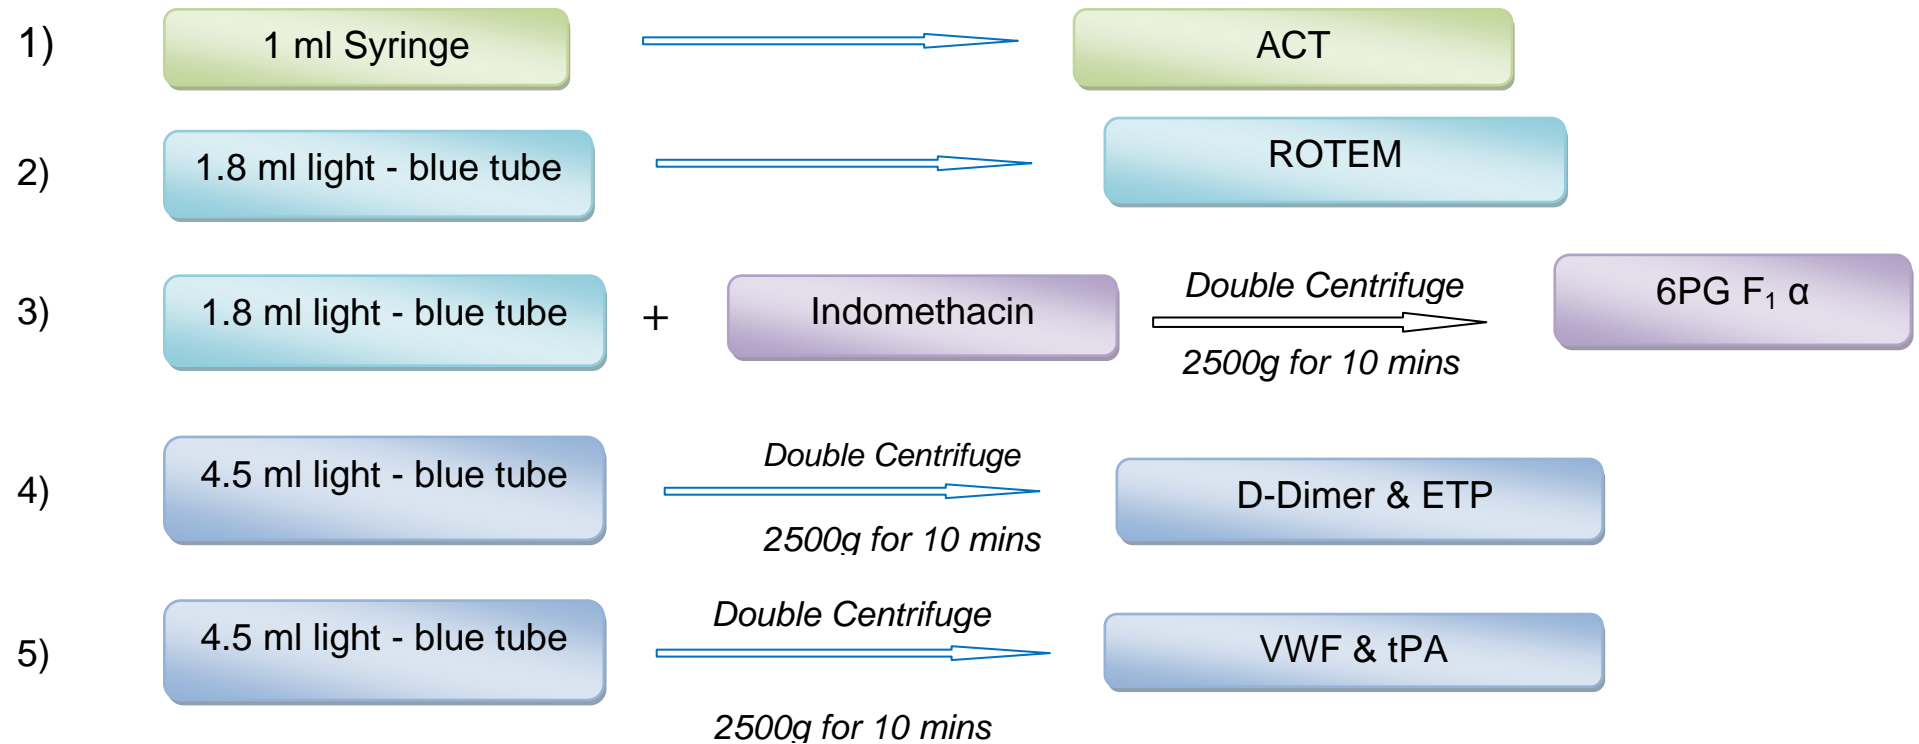 1) 1 ml Syringe ACT
2) 1.8 ml light - blue tube ROTEM
3) 1.8 ml light - blue tube + Indomethacin Double Centrifuge 6PG F₁ α
2500g for 10 mins
4) 4.5 ml light - blue tube Double Centrifuge D-Dimer & ETP
2500g for 10 mins
5) 4.5 ml light - blue tube Double Centrifuge VWF & tPA
2500g for 10 mins